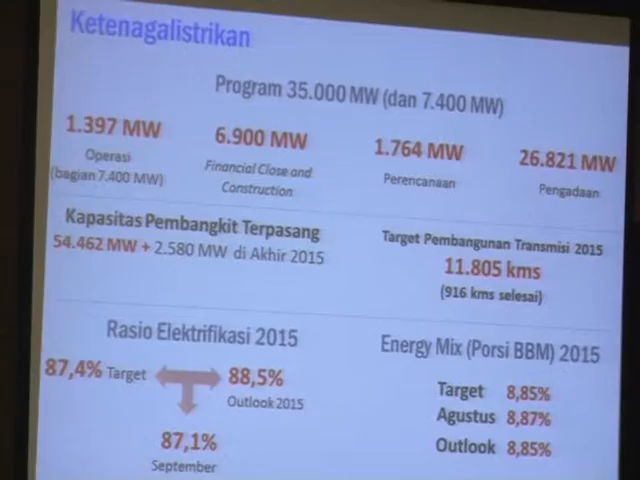 Ketenagalistrikan
Program 35.000 MW (dan 7.400 MW)
1.397 MW
Operasi
(bagian 7.400 MW)
6.900 MW
Financial Close and
Construction
1.764 MW
Perencanaan
26.821 MW
Pengadaan
Kapasitas Pembangkit Terpasang
54.462 MW + 2.580 MW di Akhir 2015
Target Pembangunan Transmisi 2015
11.805 kms
(916 kms selesai)
Rasio Elektrifikasi 2015
87,4% Target
88,5%
Outlook 2015
87,1%
September
Energy Mix (Porsi BBM) 2015
Target 8,85%
Agustus 8,87%
Outlook 8,85%